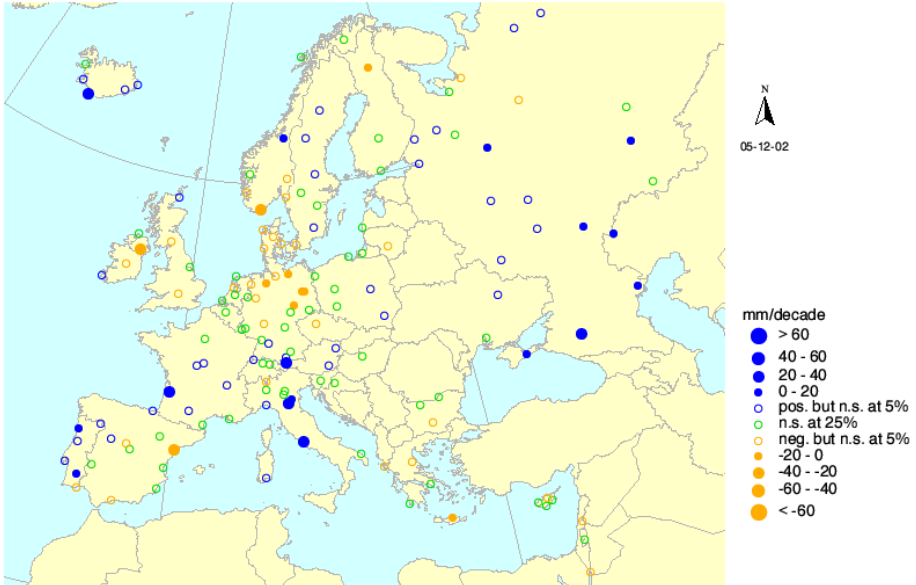 N
05-12-02
mm/decade
> 60
40 - 60
20 - 40
0 - 20
pos. but n.s. at 5%
n.s. at 25%
neg. but n.s. at 5%
-20 - 0
-40 - -20
-60 - -40
< -60